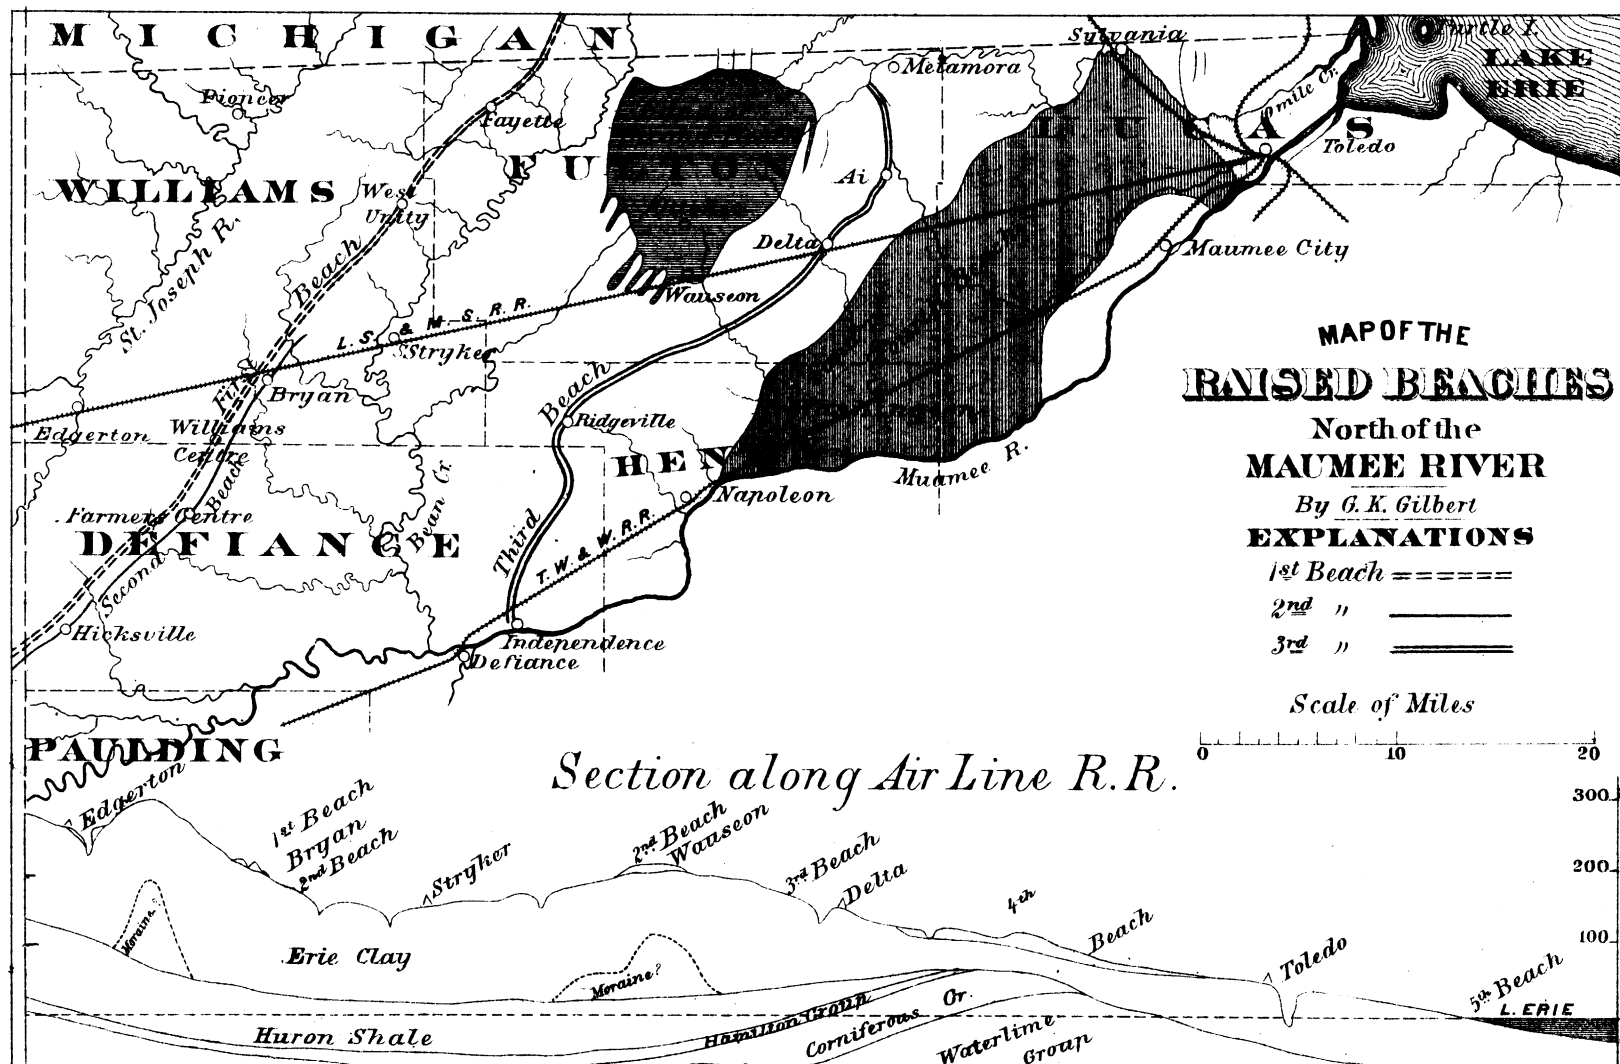 MICHIGAN
Sylvania
Turtle I.
LAKE
ERIE
Metamora
Pioneer
Fayette
LUCAS
Toledo
FULTON
Ai
WILLIAMS
West
Unity
Delta
Maumee City
St. Joseph R.
Beach
Wauseon
L. S. & M. S. R. R.
Stryker
MAP OF THE
RAISED BEACHES
North of the
MAUMEE RIVER
By G. K. Gilbert
EXPLANATIONS
1st Beach
2nd "
3rd "
Scale of Miles
0 10 20
First
Bryan
Beach
Ridgeville
Edgerton
Williams
Centre
Beach
HEN
Muamee R.
Napoleon
Bean Cr.
Farmers Centre
DEFIANCE
Third
T. W. & W. R. R.
Second
Hicksville
Independence
Defiance
PAULDING
Section along Air Line R.R.
Edgerton
1st Beach
Bryan
2nd Beach
Stryker
2nd Beach
Wauseon
3rd Beach
Delta
4th
Beach
Toledo
5th Beach
L. ERIE
300
200
100
Moraine?
Erie Clay
Moraine?
Huron Shale
Hamilton Group
Corniferous Gr.
Waterlime
Group